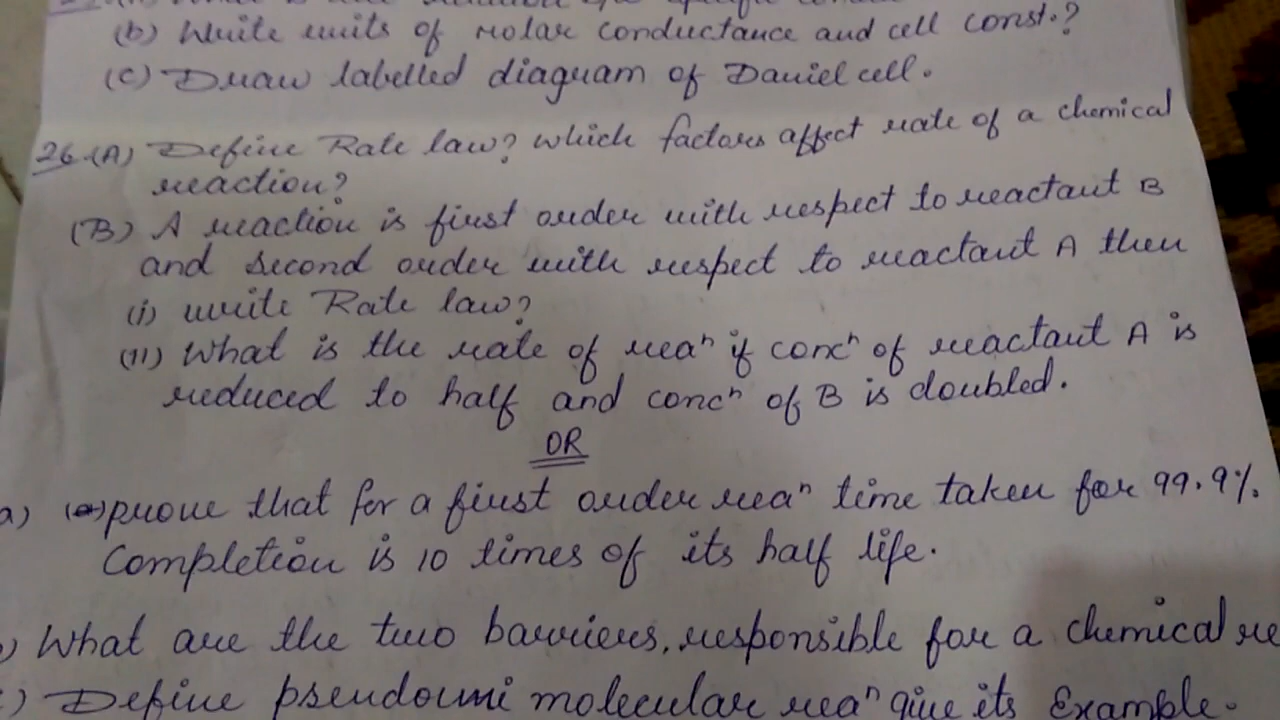 (b) Write units of molar conductance and cell const.?
(C) Draw labelled diagram of Daniel cell.
26.(A) Define Rate law? which factors affect rate of a chemical
reaction?
(B) A reaction is first order with respect to reactant B
and second order with respect to reactant A then
(i) write Rate law?
(11) What is the rate of reaⁿ if concⁿ of reactant A is
reduced to half and concⁿ of B is doubled.
OR
a) prove that for a first order reaⁿ time taken for 99.9%
Completion is 10 times of its half life.
) What are the two barriers, responsible for a chemical re
) Define pseudouni molecular reaⁿ give its Example.